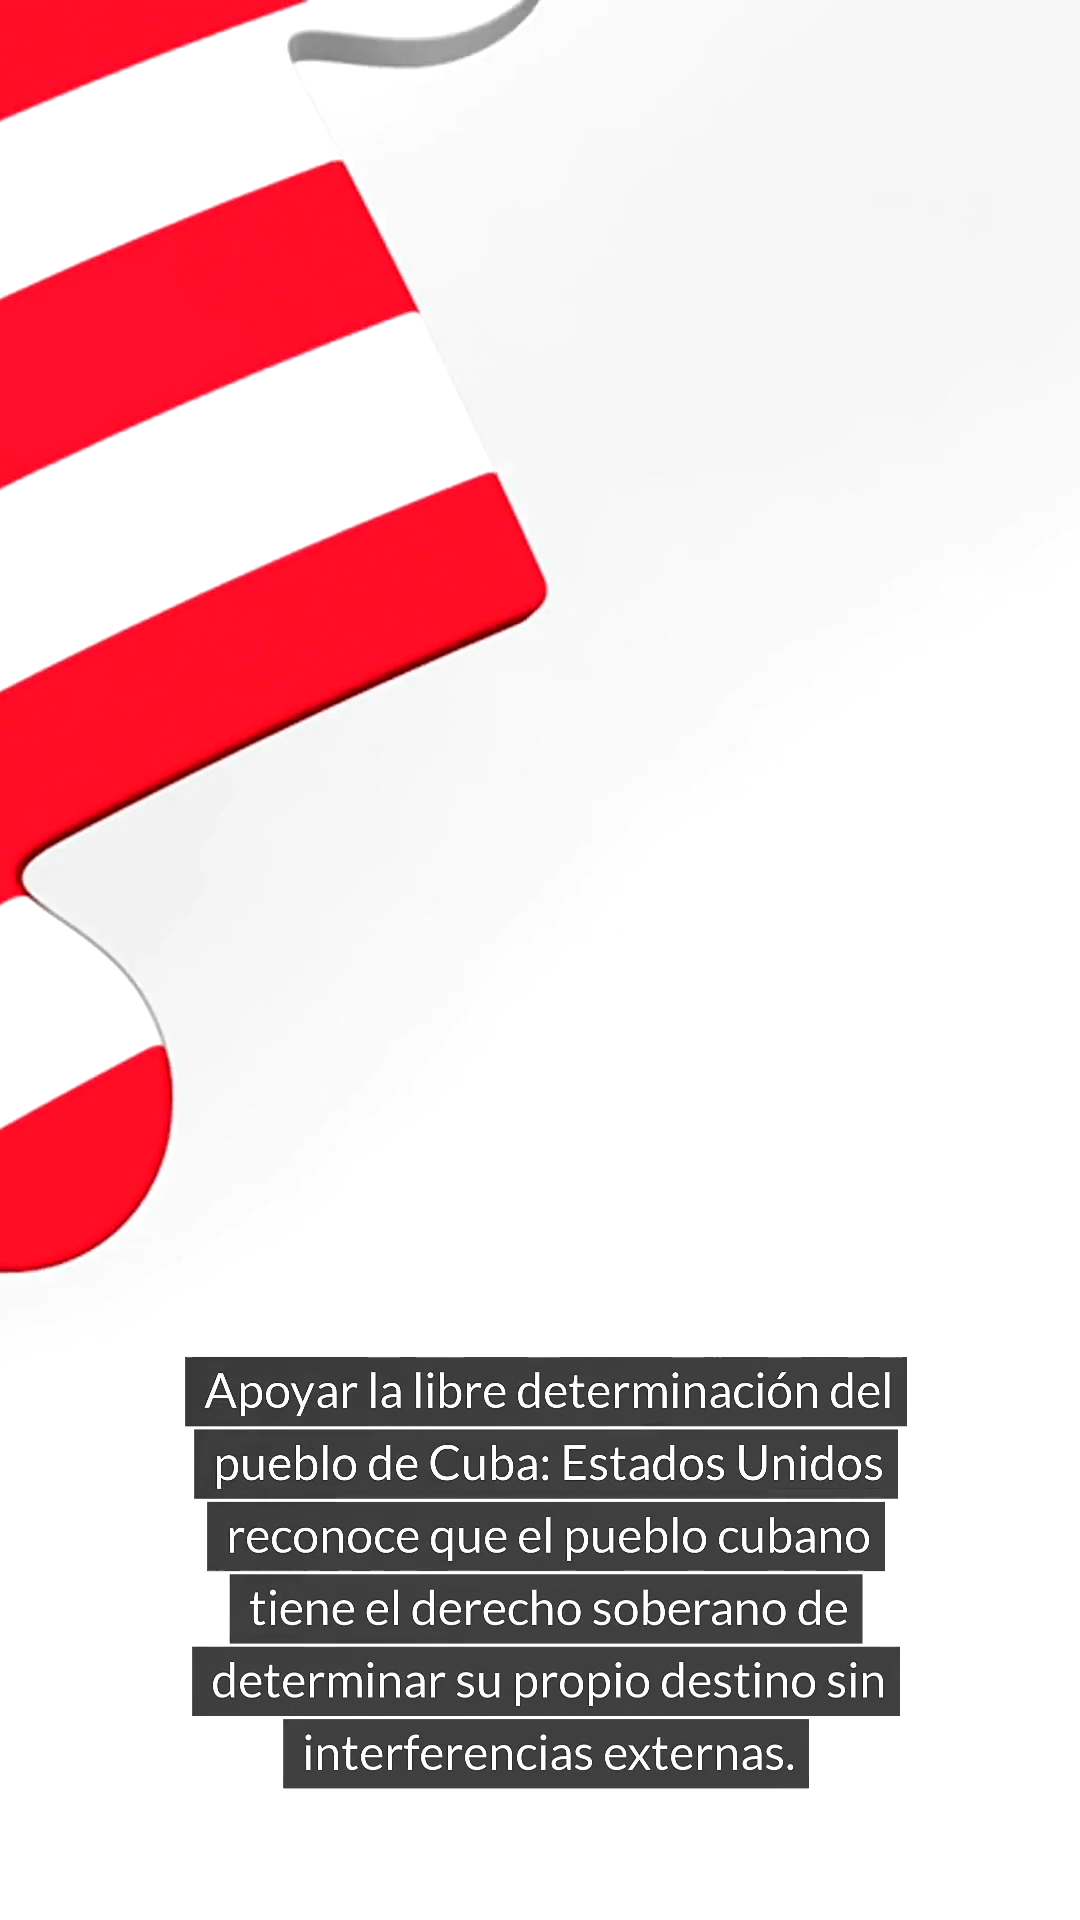 Apoyar la libre determinación del
pueblo de Cuba: Estados Unidos
reconoce que el pueblo cubano
tiene el derecho soberano de
determinar su propio destino sin
interferencias externas.